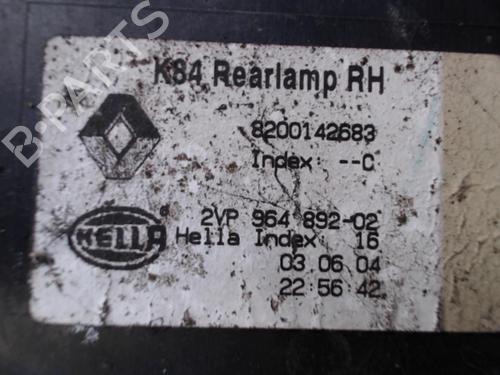 K84 Rearlamp RH
8200142683
Index: --C
HELLA
2VP 964 892-02
Hella Index: 16
03.06.04
22:56:42
B-PARTS